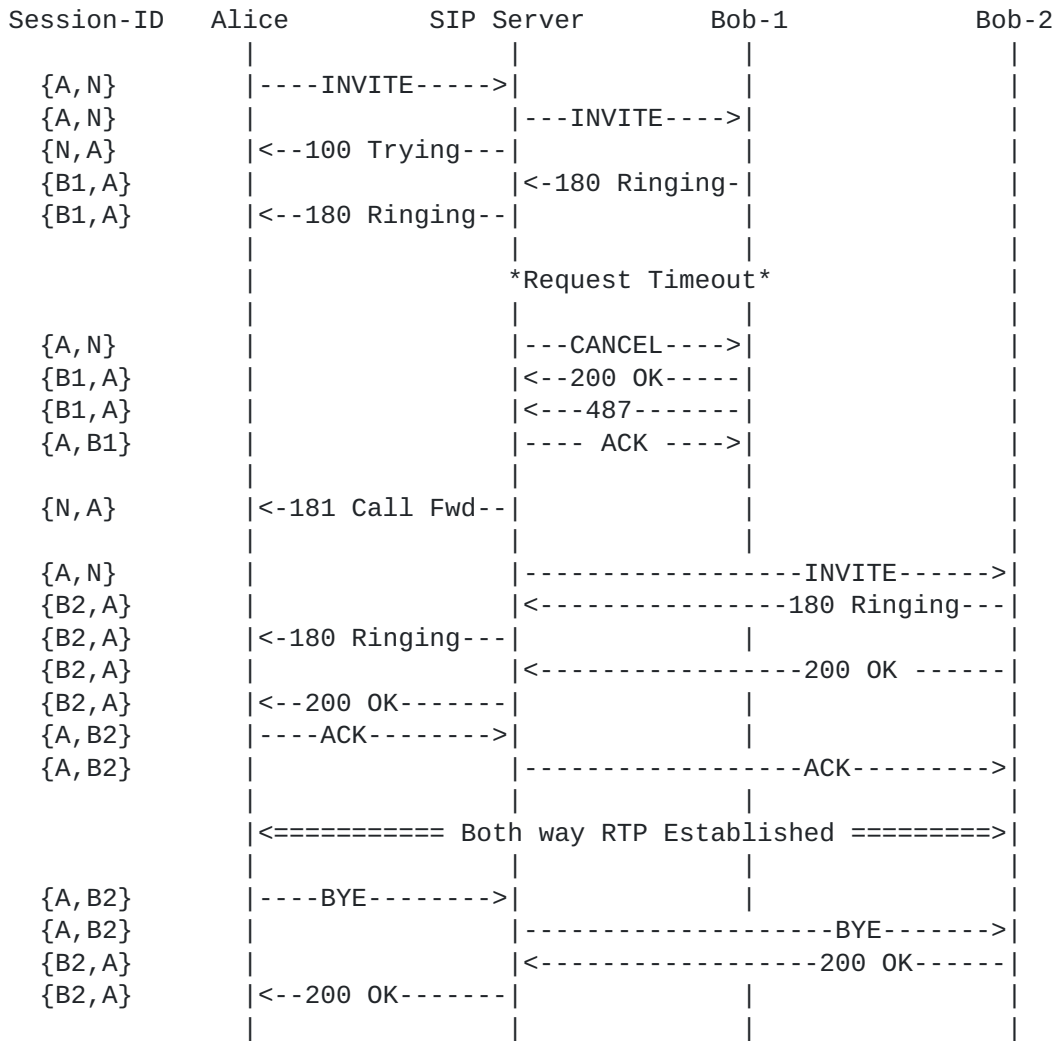 Session-ID   Alice         SIP Server        Bob-1            Bob-2
               |                |              |                |
  {A,N}        |----INVITE----->|              |                |
  {A,N}        |                |---INVITE---->|                |
  {N,A}        |<--100 Trying---|              |                |
  {B1,A}       |                |<-180 Ringing-|                |
  {B1,A}       |<--180 Ringing--|              |                |
               |                |              |                |
               |                *Request Timeout*               |
               |                |              |                |
  {A,N}        |                |---CANCEL---->|                |
  {B1,A}       |                |<--200 OK-----|                |
  {B1,A}       |                |<---487-------|                |
  {A,B1}       |                |---- ACK ---->|                |
               |                |              |                |
  {N,A}        |<-181 Call Fwd--|              |                |
               |                |              |                |
  {A,N}        |                |------------------INVITE------>|
  {B2,A}       |                |<----------------180 Ringing---|
  {B2,A}       |<-180 Ringing---|              |                |
  {B2,A}       |                |<-----------------200 OK ------|
  {B2,A}       |<--200 OK-------|              |                |
  {A,B2}       |----ACK-------->|              |                |
  {A,B2}       |                |------------------ACK--------->|
               |                |              |                |
               |<=========== Both way RTP Established =========>|
               |                |              |                |
  {A,B2}       |----BYE-------->|              |                |
  {A,B2}       |                |--------------------BYE------->|
  {B2,A}       |                |<------------------200 OK------|
  {B2,A}       |<--200 OK-------|              |                |
               |                |              |                |